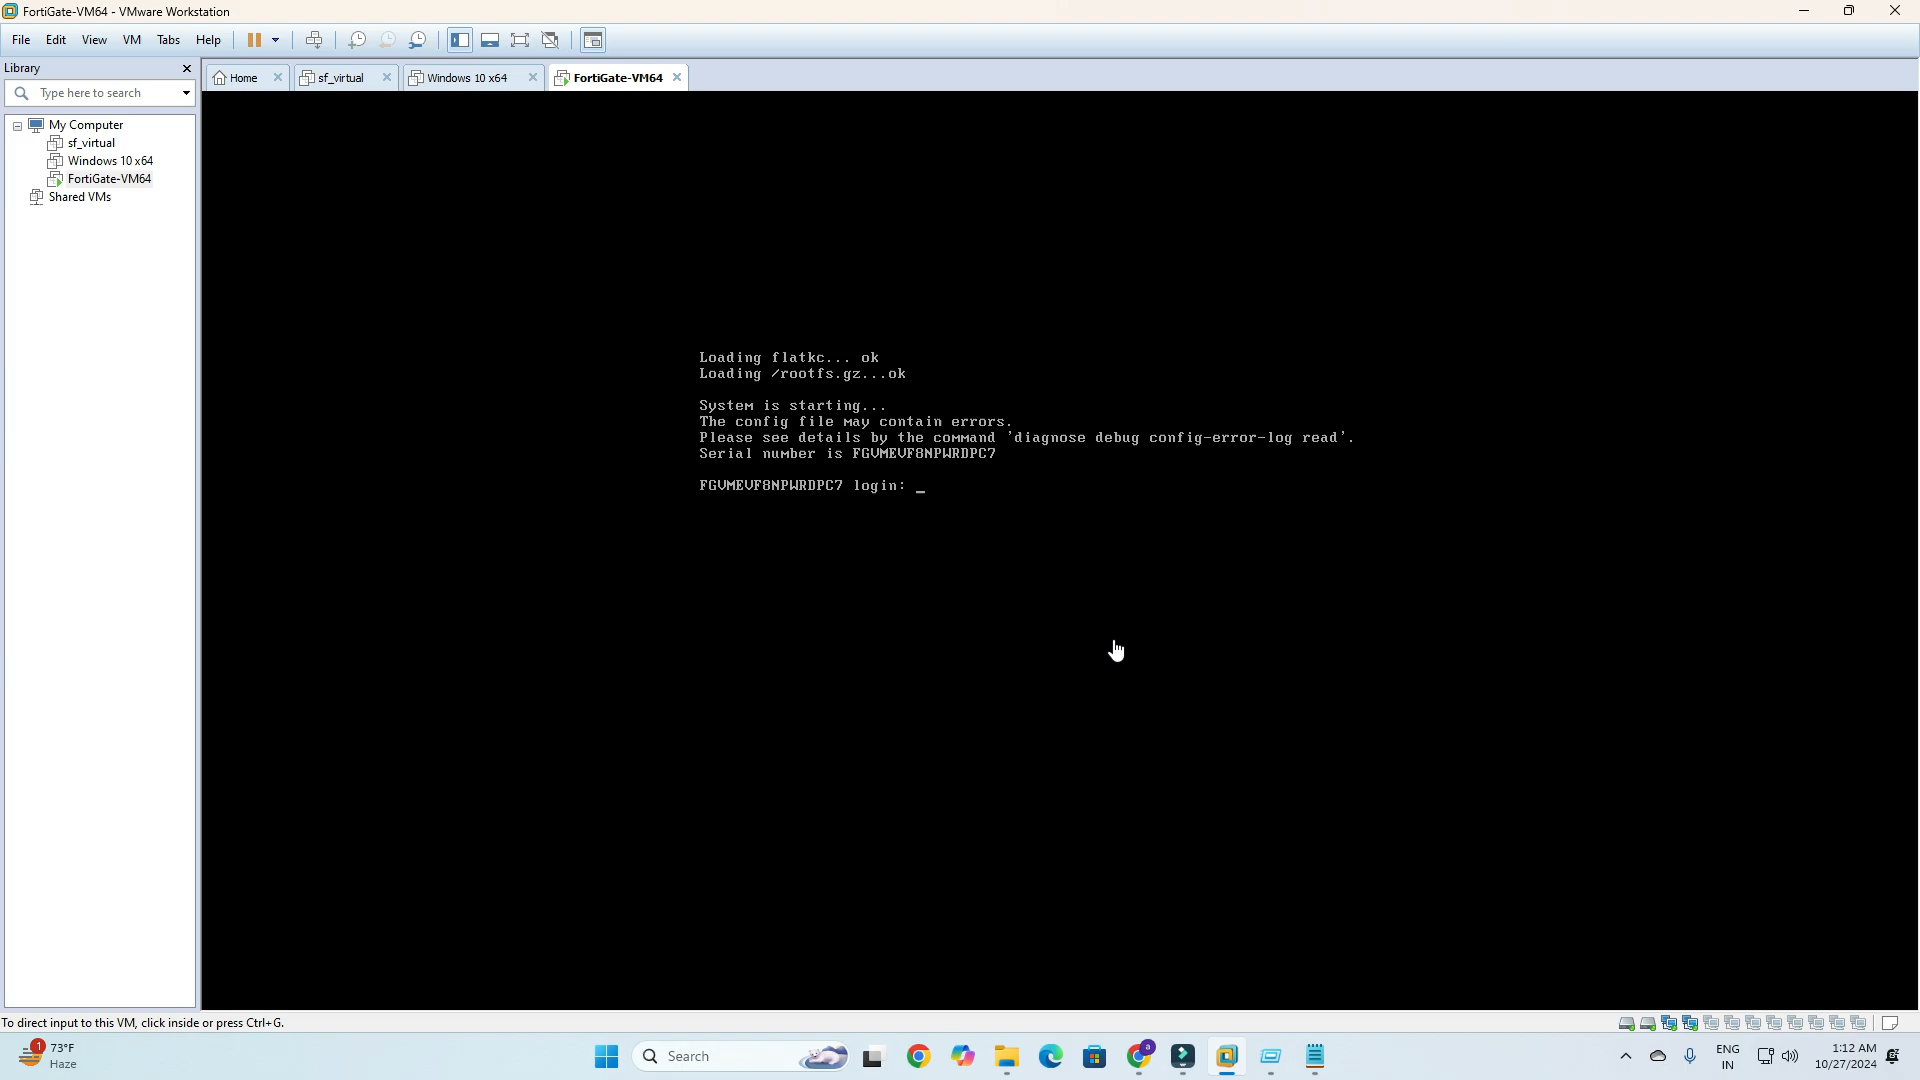 FortiGate-VM64 - VMware Workstation
File Edit View VM Tabs Help
Library
Type here to search
Home sf_virtual Windows 10 x64 FortiGate-VM64
My Computer
sf_virtual
Windows 10 x64
FortiGate-VM64
Shared VMs
Loading flatkc... ok
Loading /rootfs.gz...ok
System is starting...
The config file may contain errors.
Please see details by the command 'diagnose debug config-error-log read'.
Serial number is FGVMEVF8NPWRDPC7
FGVMEVF8NPWRDPC7 login: _
To direct input to this VM, click inside or press Ctrl+G.
1
73°F
Haze
Search
a
ENG
IN
1:12 AM
10/27/2024